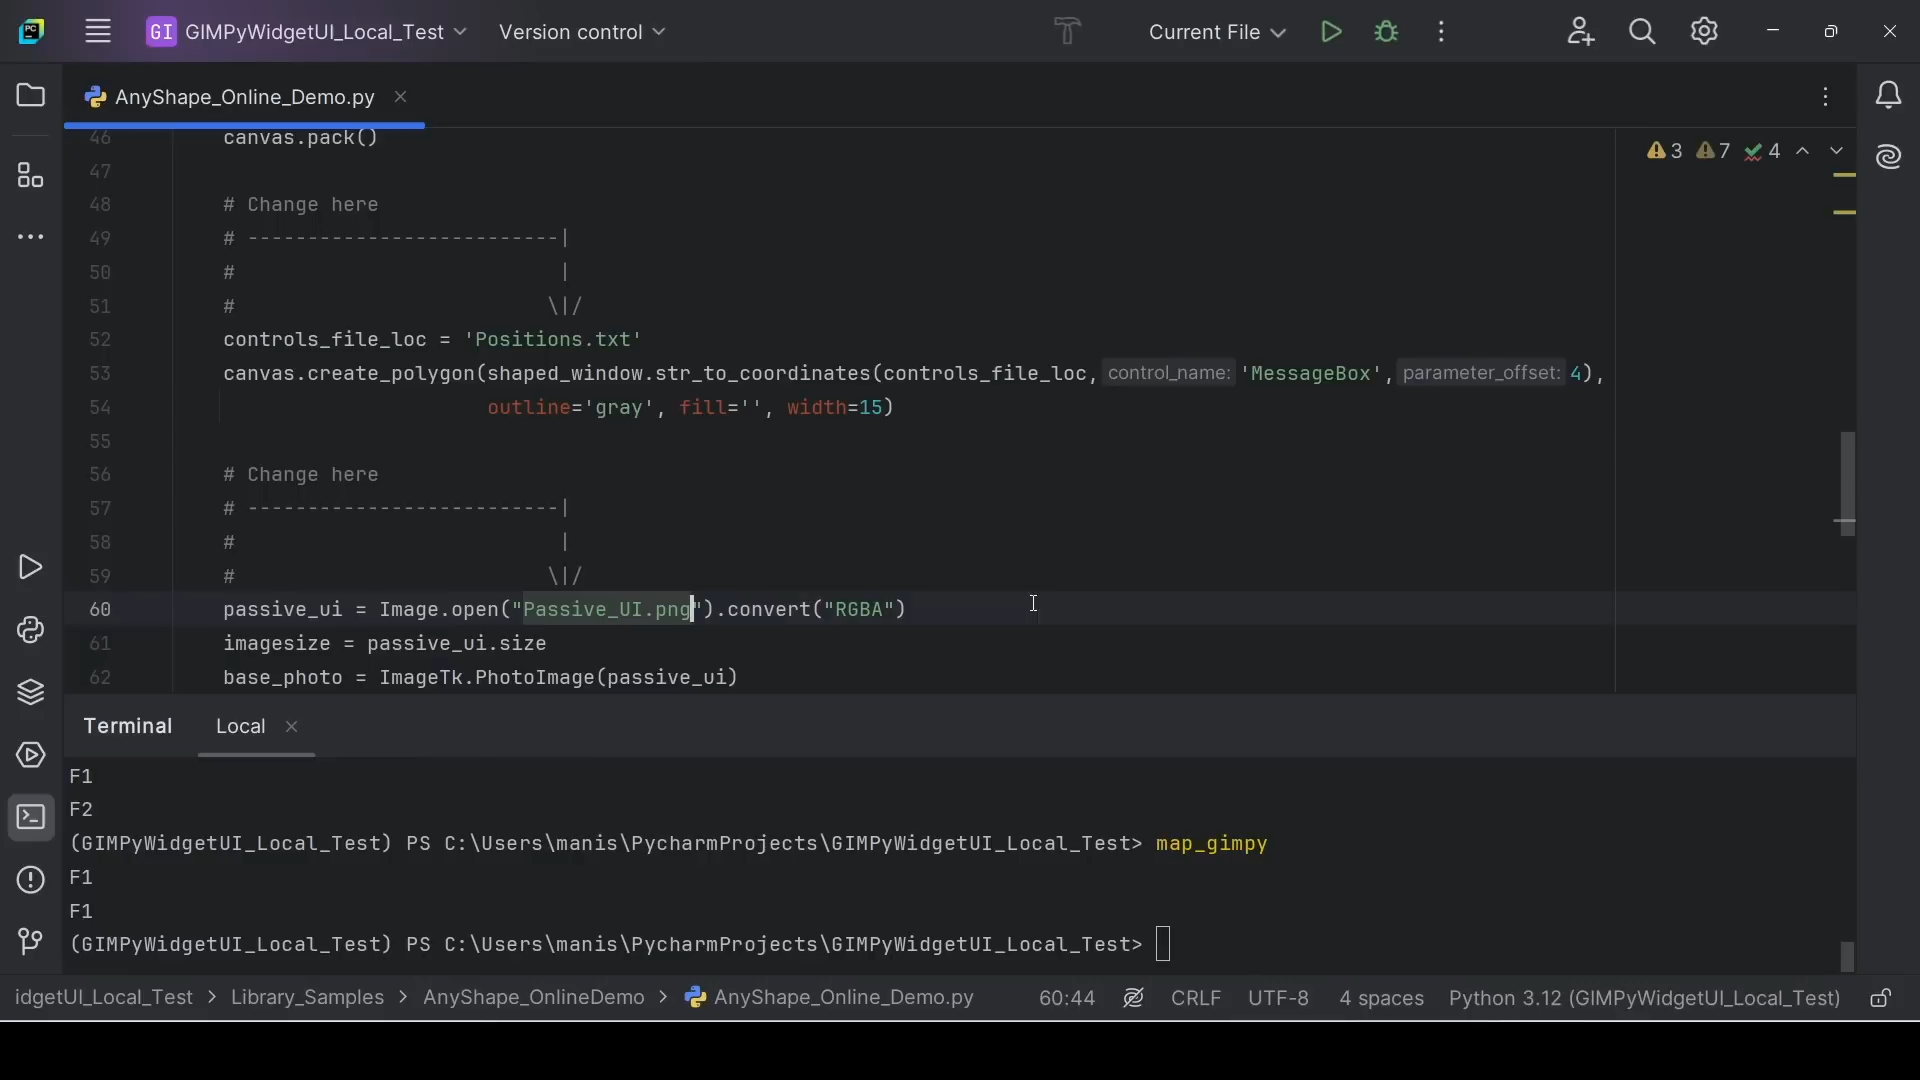 PC GI GIMPyWidgetUI_Local_Test Version control Current File
AnyShape_Online_Demo.py
3 7 4
46 canvas.pack()
47
48 # Change here
49 # --------------------------|
50 # |
51 # \|/
52 controls_file_loc = 'Positions.txt'
53 canvas.create_polygon(shaped_window.str_to_coordinates(controls_file_loc, control_name: 'MessageBox', parameter_offset: 4),
54 outline='gray', fill='', width=15)
55
56 # Change here
57 # --------------------------|
58 # |
59 # \|/
60 passive_ui = Image.open("Passive_UI.png").convert("RGBA")
61 imagesize = passive_ui.size
62 base_photo = ImageTk.PhotoImage(passive_ui)
Terminal Local
F1
F2
(GIMPyWidgetUI_Local_Test) PS C:\Users\manis\PycharmProjects\GIMPyWidgetUI_Local_Test> map_gimpy
F1
F1
(GIMPyWidgetUI_Local_Test) PS C:\Users\manis\PycharmProjects\GIMPyWidgetUI_Local_Test>
idgetUI_Local_Test > Library_Samples > AnyShape_OnlineDemo > AnyShape_Online_Demo.py 60:44 CRLF UTF-8 4 spaces Python 3.12 (GIMPyWidgetUI_Local_Test)